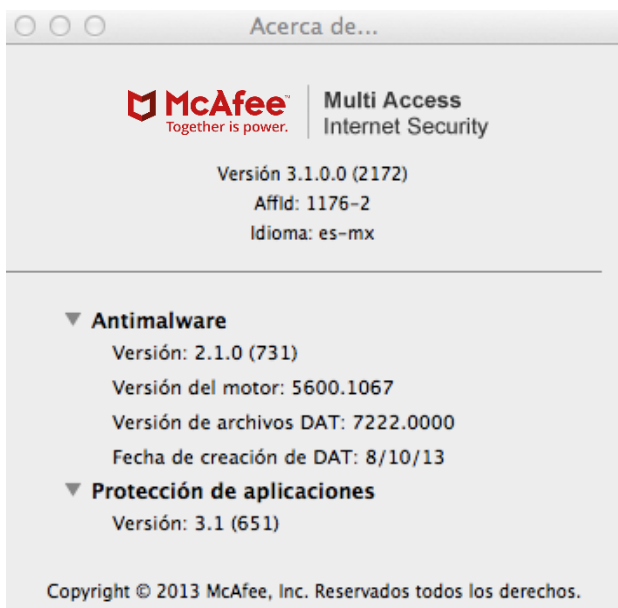 Acerca de...
McAfee™ Multi Access
Together is power. Internet Security
Versión 3.1.0.0 (2172)
AffId: 1176-2
Idioma: es-mx
Antimalware
Versión: 2.1.0 (731)
Versión del motor: 5600.1067
Versión de archivos DAT: 7222.0000
Fecha de creación de DAT: 8/10/13
Protección de aplicaciones
Versión: 3.1 (651)
Copyright © 2013 McAfee, Inc. Reservados todos los derechos.